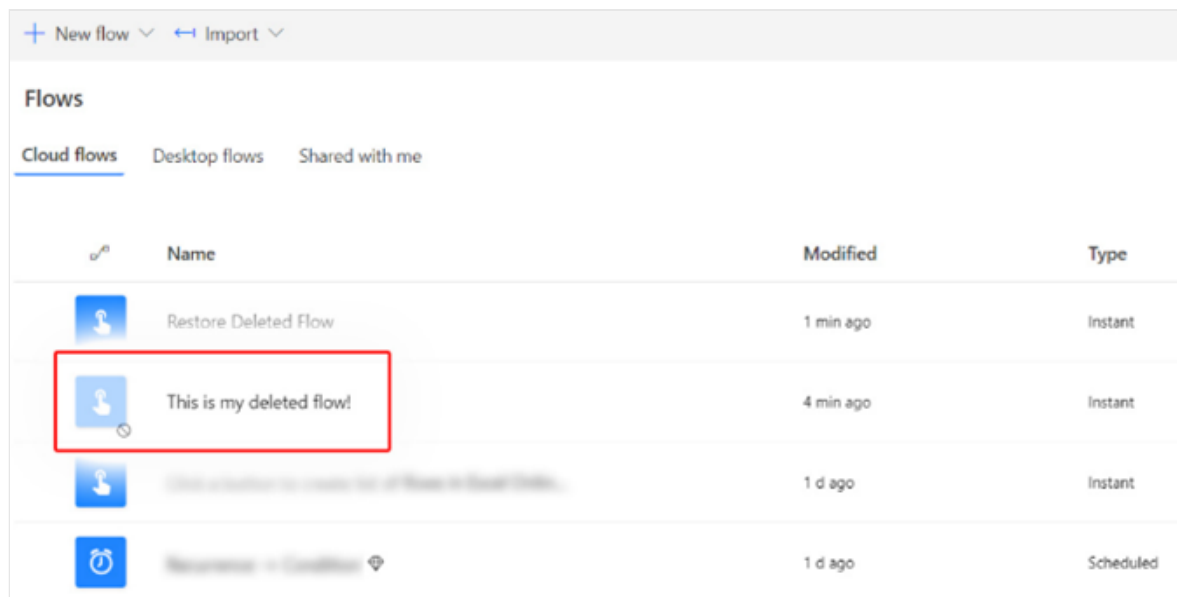 New flow Import
Flows
Cloud flows Desktop flows Shared with me
Name Modified Type
Restore Deleted Flow 1 min ago Instant
This is my deleted flow! 4 min ago Instant
1 d ago Instant
1 d ago Scheduled